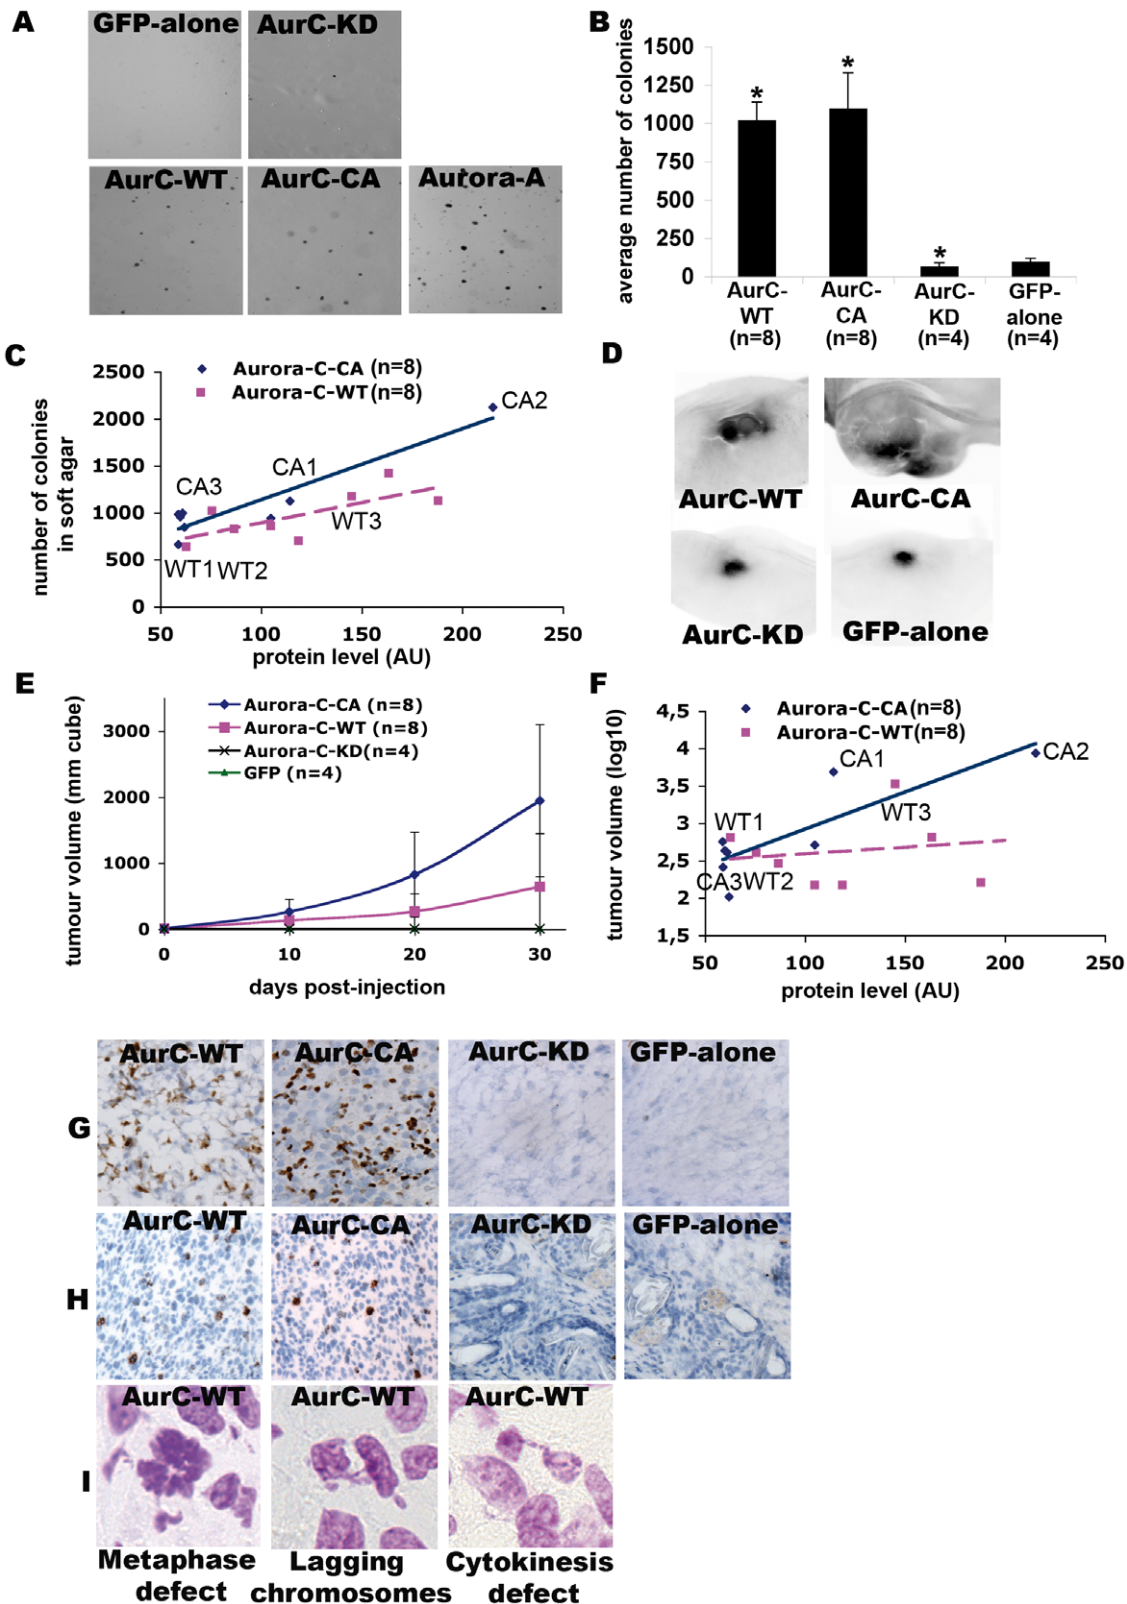 A
GFP-alone
AurC-KD
AurC-WT
AurC-CA
Aurora-A
B
average number of colonies
1500
1250
1000
750
500
250
0
*
*
*
AurC-
WT
(n=8)
AurC-
CA
(n=8)
AurC-
KD
(n=4)
GFP-
alone
(n=4)
C
number of colonies
in soft agar
2500
2000
1500
1000
500
0
Aurora-C-CA (n=8)
Aurora-C-WT (n=8)
CA2
CA1
CA3
WT3
WT1
WT2
50
100
150
200
250
protein level (AU)
D
AurC-WT
AurC-CA
AurC-KD
GFP-alone
E
tumour volume (mm cube)
3000
2000
1000
0
Aurora-C-CA (n=8)
Aurora-C-WT (n=8)
Aurora-C-KD(n=4)
GFP (n=4)
0
10
20
30
days post-injection
F
tumour volume (log10)
4,5
4
3,5
3
2,5
2
1,5
Aurora-C-CA(n=8)
Aurora-C-WT(n=8)
CA1
CA2
WT3
WT1
CA3WT2
50
100
150
200
250
protein level (AU)
G
AurC-WT
AurC-CA
AurC-KD
GFP-alone
H
AurC-WT
AurC-CA
AurC-KD
GFP-alone
I
AurC-WT
AurC-WT
AurC-WT
Metaphase
defect
Lagging
chromosomes
Cytokinesis
defect